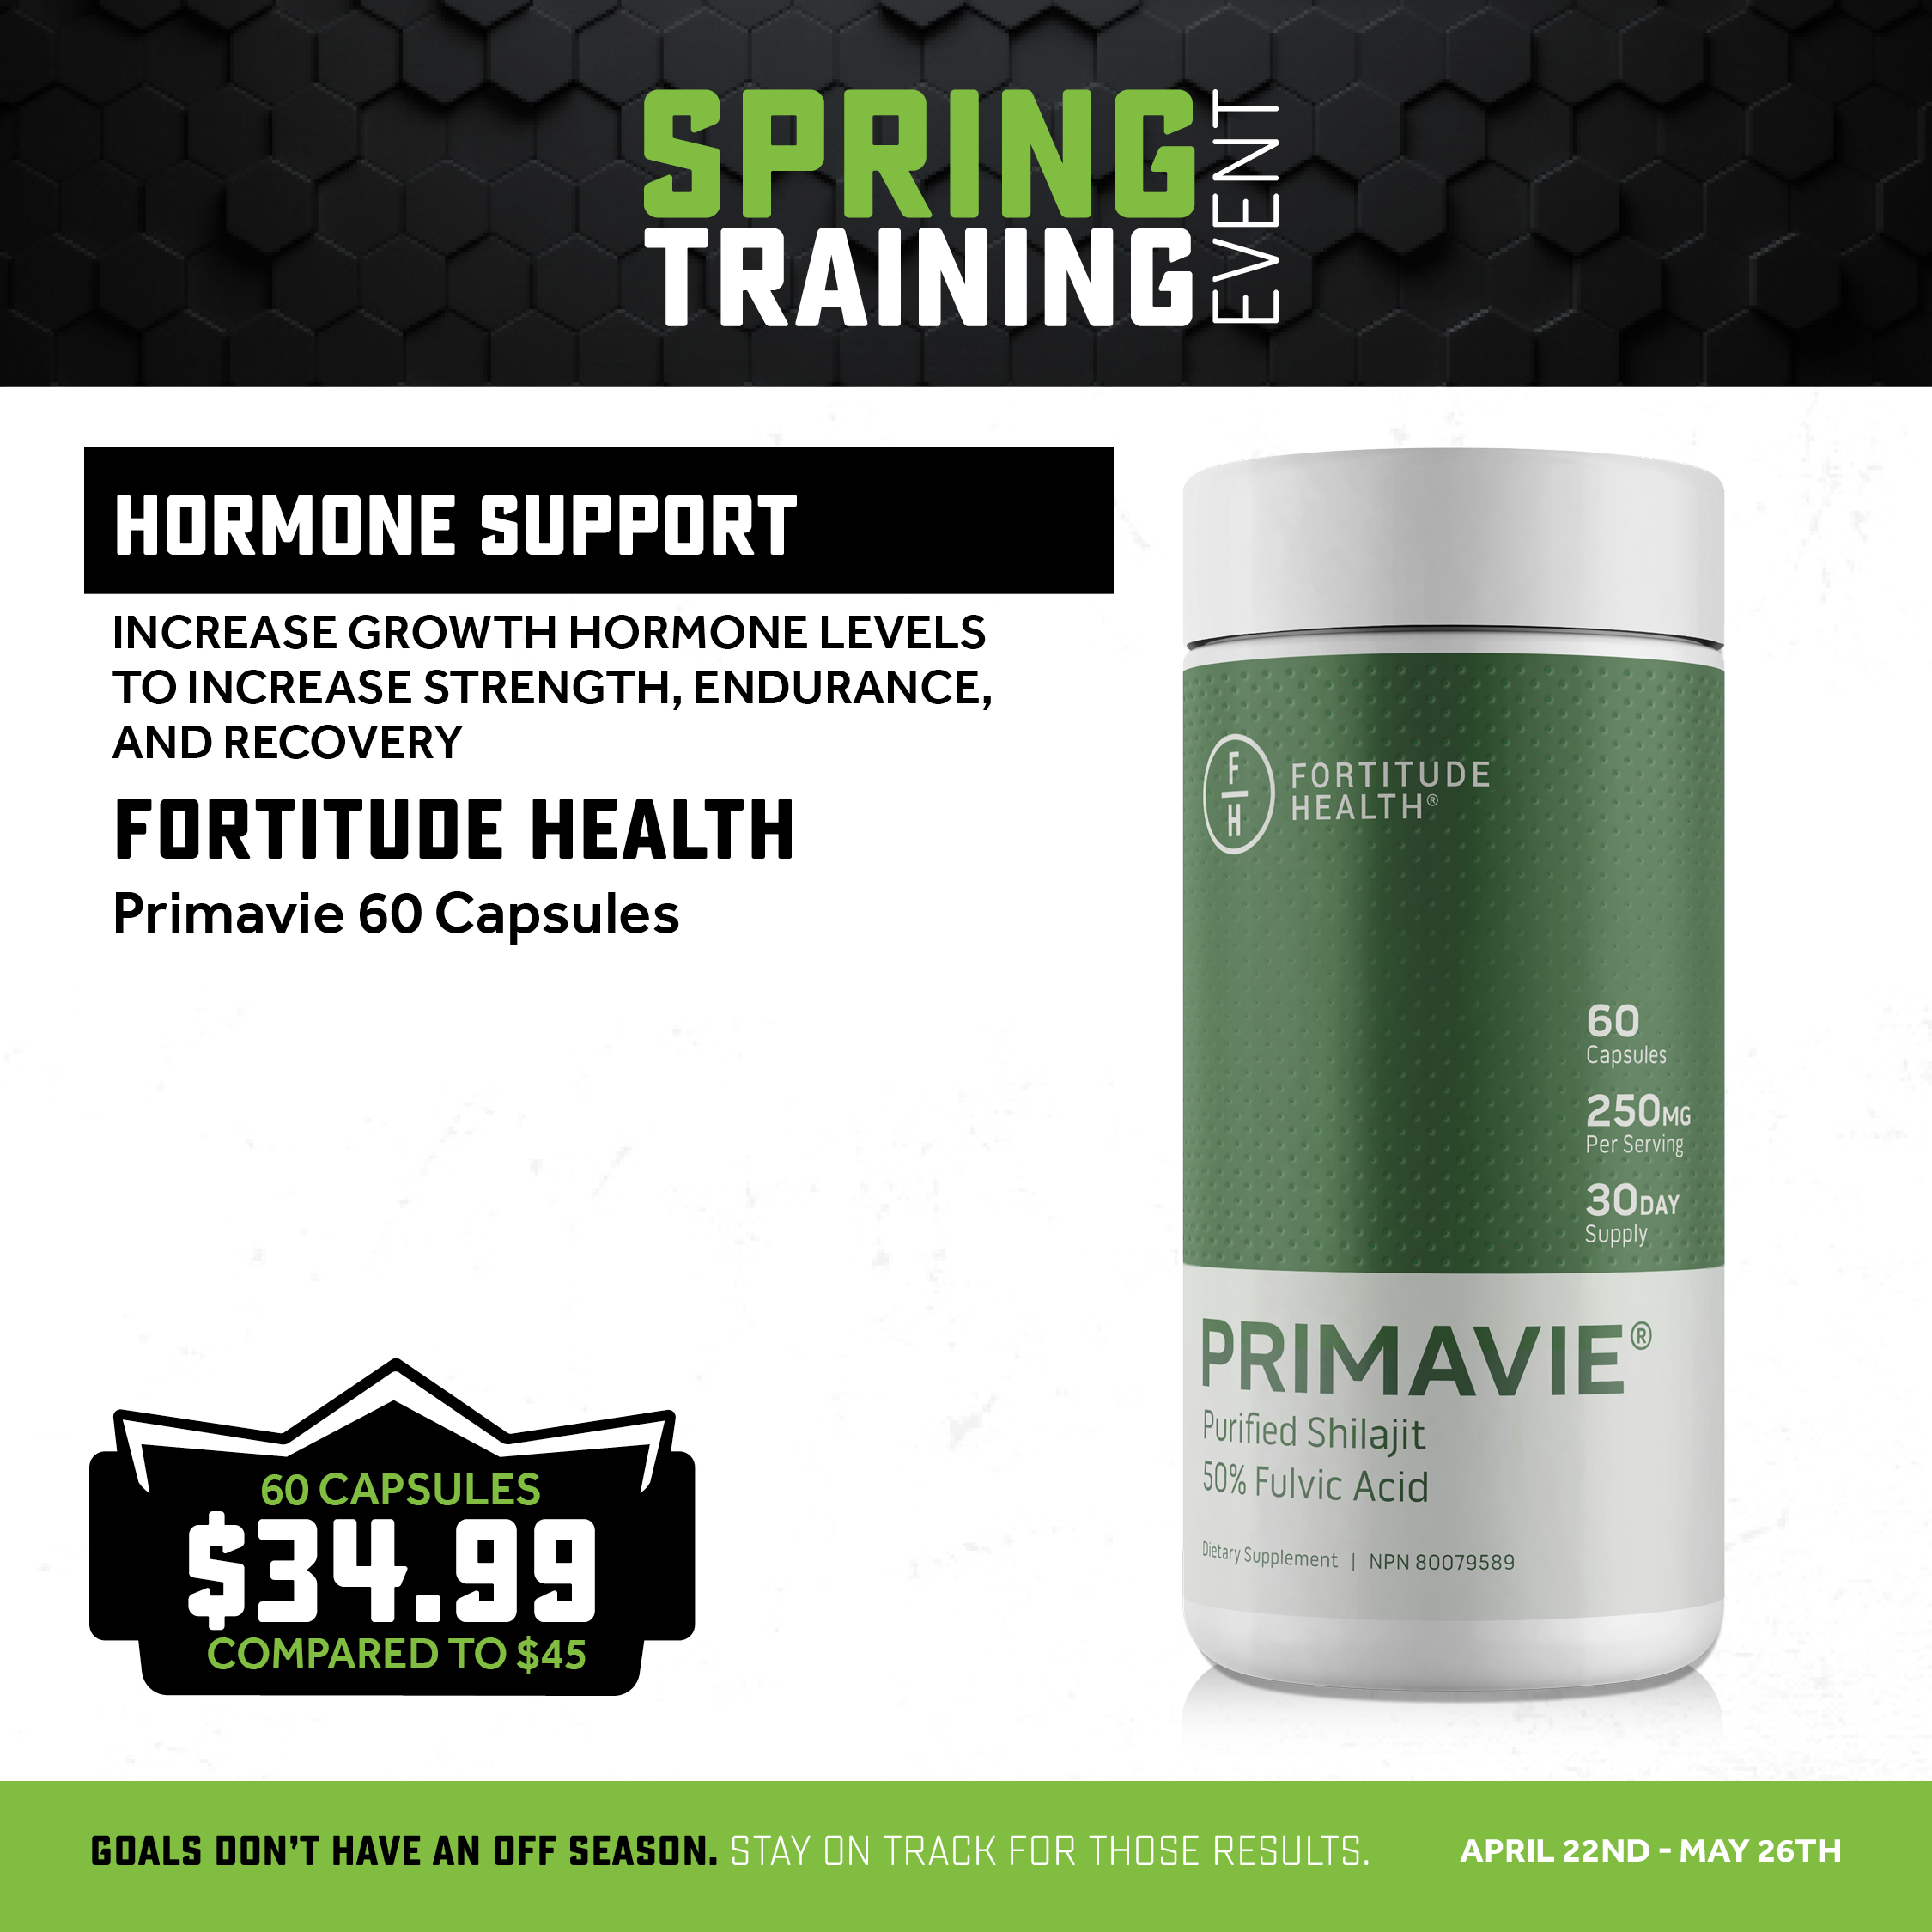 SPRING
TRAINING
EVENT
HORMONE SUPPORT
INCREASE GROWTH HORMONE LEVELS
TO INCREASE STRENGTH, ENDURANCE,
AND RECOVERY
FORTITUDE HEALTH
Primavie 60 Capsules
F
H
FORTITUDE
HEALTH®
60
Capsules
250MG
Per Serving
30DAY
Supply
PRIMAVIE®
Purified Shilajit
50% Fulvic Acid
Dietary Supplement | NPN 80079589
60 CAPSULES
$34.99
COMPARED TO $45
GOALS DON'T HAVE AN OFF SEASON. STAY ON TRACK FOR THOSE RESULTS.
APRIL 22ND - MAY 26TH